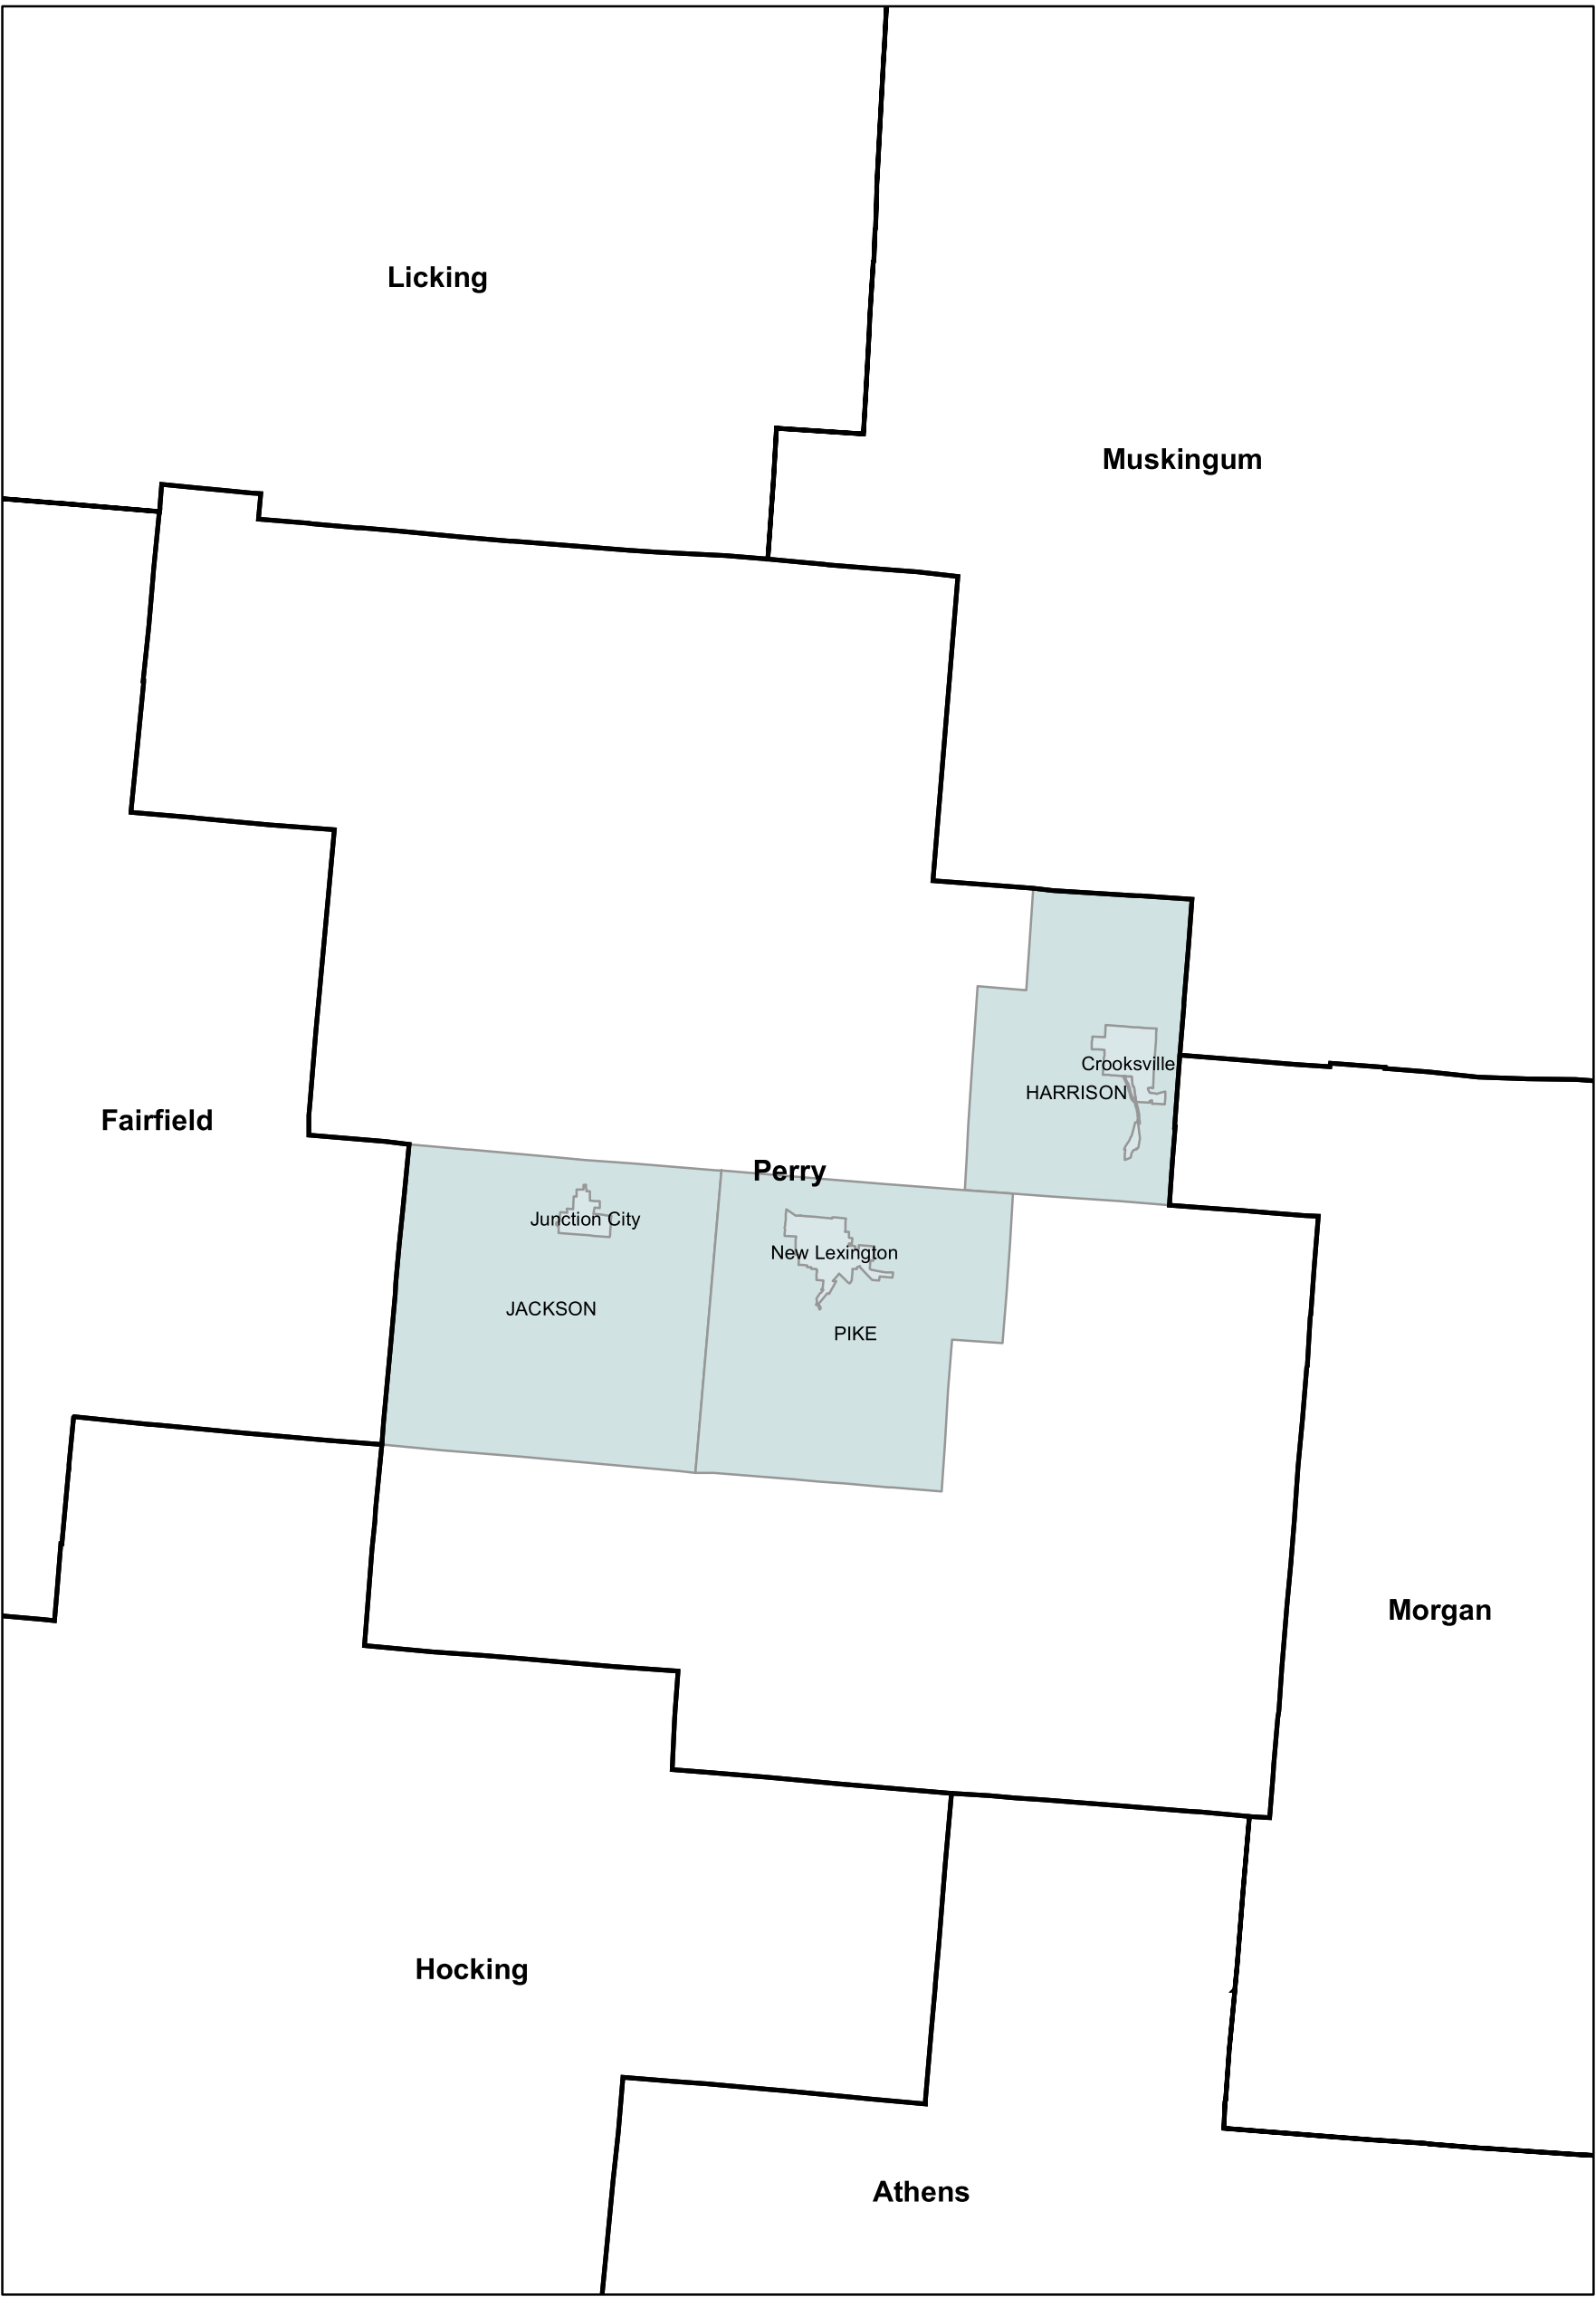 Licking
Muskingum
Crooksville
HARRISON
Fairfield
Perry
Junction City
New Lexington
JACKSON
PIKE
Morgan
Hocking
Athens